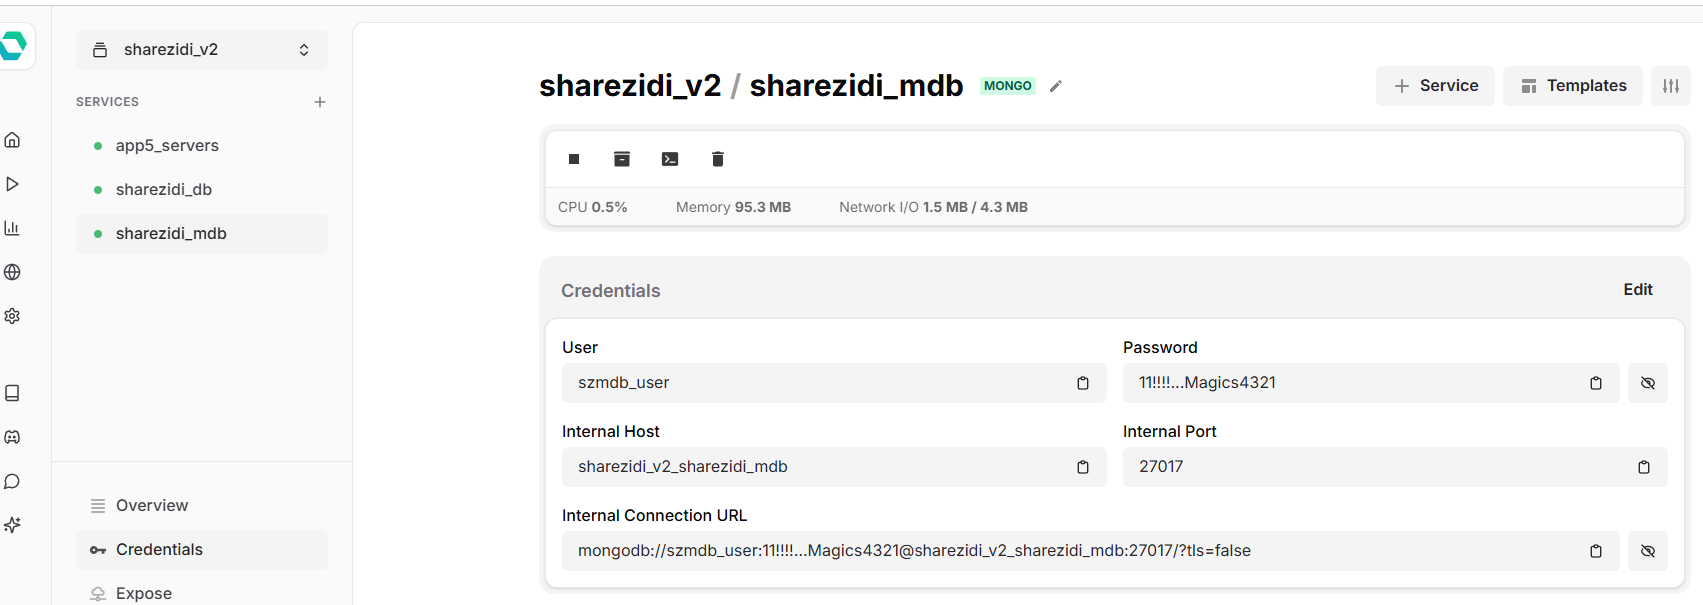 sharezidi_v2
SERVICES
app5_servers
sharezidi_db
sharezidi_mdb
Overview
Credentials
Expose
sharezidi_v2 / sharezidi_mdb MONGO
Service
Templates
CPU 0.5% Memory 95.3 MB Network I/O 1.5 MB / 4.3 MB
Credentials Edit
User Password
szmdb_user 11!!!!...Magics4321
Internal Host Internal Port
sharezidi_v2_sharezidi_mdb 27017
Internal Connection URL
mongodb://szmdb_user:11!!!!...Magics4321@sharezidi_v2_sharezidi_mdb:27017/?tls=false